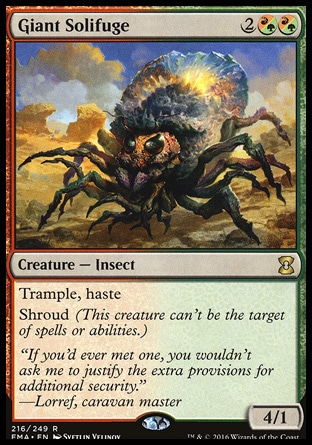 Giant Solifuge 2
Creature — Insect
Trample, haste
Shroud (This creature can't be the target
of spells or abilities.)
“If you'd ever met one, you wouldn't
ask me to justify the extra provisions for
additional security.”
—Lorref, caravan master
216/249 R
EMA • EN Svetlin Velinov
™ & © 2016 Wizards of the Coast
4/1